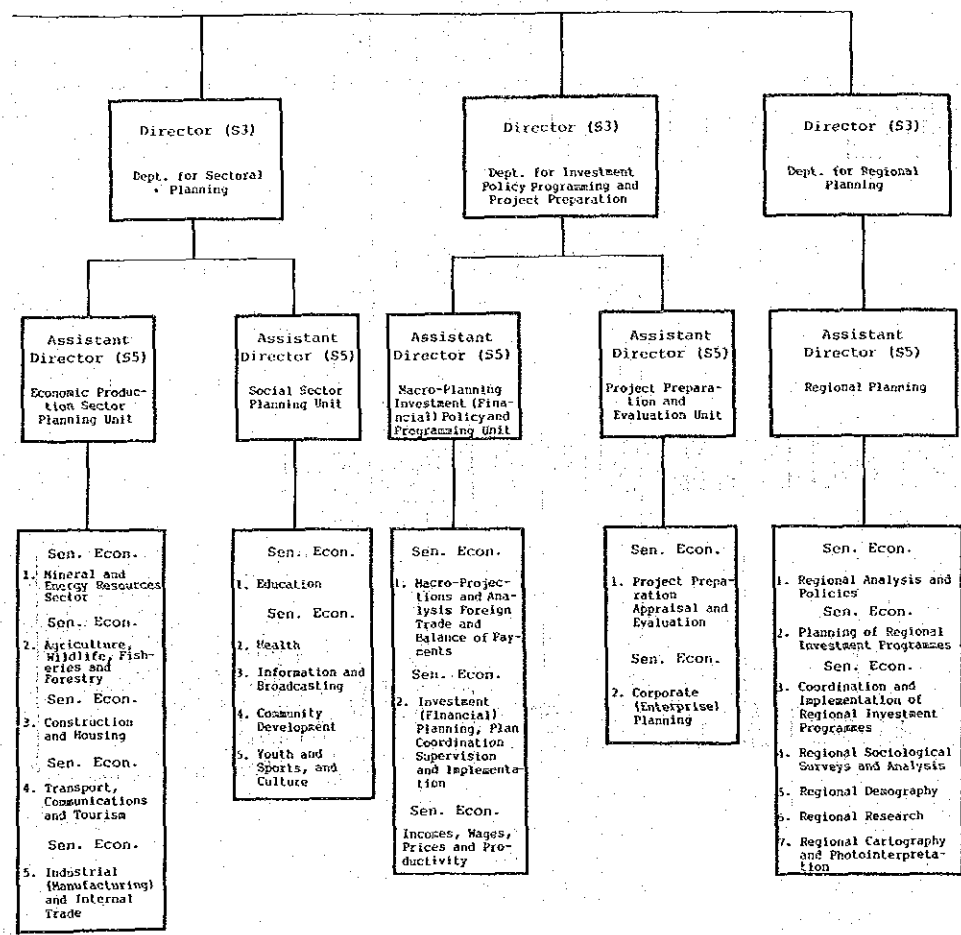 Director (S3)
Dept. for Sectoral
Planning
Director (S3)
Dept. for Investment
Policy Programming and
Project Preparation
Director (S3)
Dept. for Regional
Planning
Assistant
Director (S5)
Economic Produc-
tion Sector
Planning Unit
Assistant
Director (S5)
Social Sector
Planning Unit
Assistant
Director (S5)
Macro-Planning
Investment (Finan-
cial) Policy and
Programming Unit
Assistant
Director (S5)
Project Prepara-
tion and
Evaluation Unit
Assistant
Director (S5)
Regional Planning
Sen. Econ.
1. Mineral and
Energy Resources
Sector
Sen. Econ.
2. Agriculture,
Wildlife, Fish-
eries and
Forestry
Sen. Econ.
3. Construction
and Housing
Sen. Econ.
4. Transport,
Communications
and Tourism
Sen. Econ.
5. Industrial
(Manufacturing)
and Internal
Trade
Sen. Econ.
1. Education
Sen. Econ.
2. Health
3. Information and
Broadcasting
4. Community
Development
5. Youth and
Sports, and
Culture
Sen. Econ.
1. Macro-Projec-
tions and Ana-
lysis Foreign
Trade and
Balance of Pay-
ments
Sen. Econ.
2. Investment
(Financial)
Planning, Plan
Coordination
Supervision
and Implementa-
tion
Sen. Econ.
Incomes, Wages,
Prices and Pro-
ductivity
Sen. Econ.
1. Project Prepa-
ration
Appraisal and
Evaluation
Sen. Econ.
2. Corporate
(Enterprise)
Planning
Sen. Econ.
1. Regional Analysis and
Policies
Sen. Econ.
2. Planning of Regional
Investment Programmes
Sen. Econ.
3. Coordination and
Implementation of
Regional Investment
Programmes
4. Regional Sociological
Surveys and Analysis
5. Regional Demography
6. Regional Research
7. Regional Cartography
and Photointerpreta-
tion